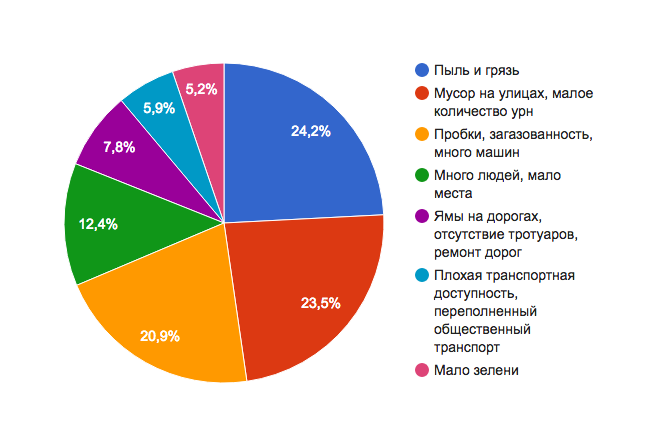 5,2%
5,9%
7,8%
12,4%
20,9%
23,5%
24,2%
Пыль и грязь
Мусор на улицах, малое
количество урн
Пробки, загазованность,
много машин
Много людей, мало
места
Ямы на дорогах,
отсутствие тротуаров,
ремонт дорог
Плохая транспортная
доступность,
переполненный
общественный
транспорт
Мало зелени